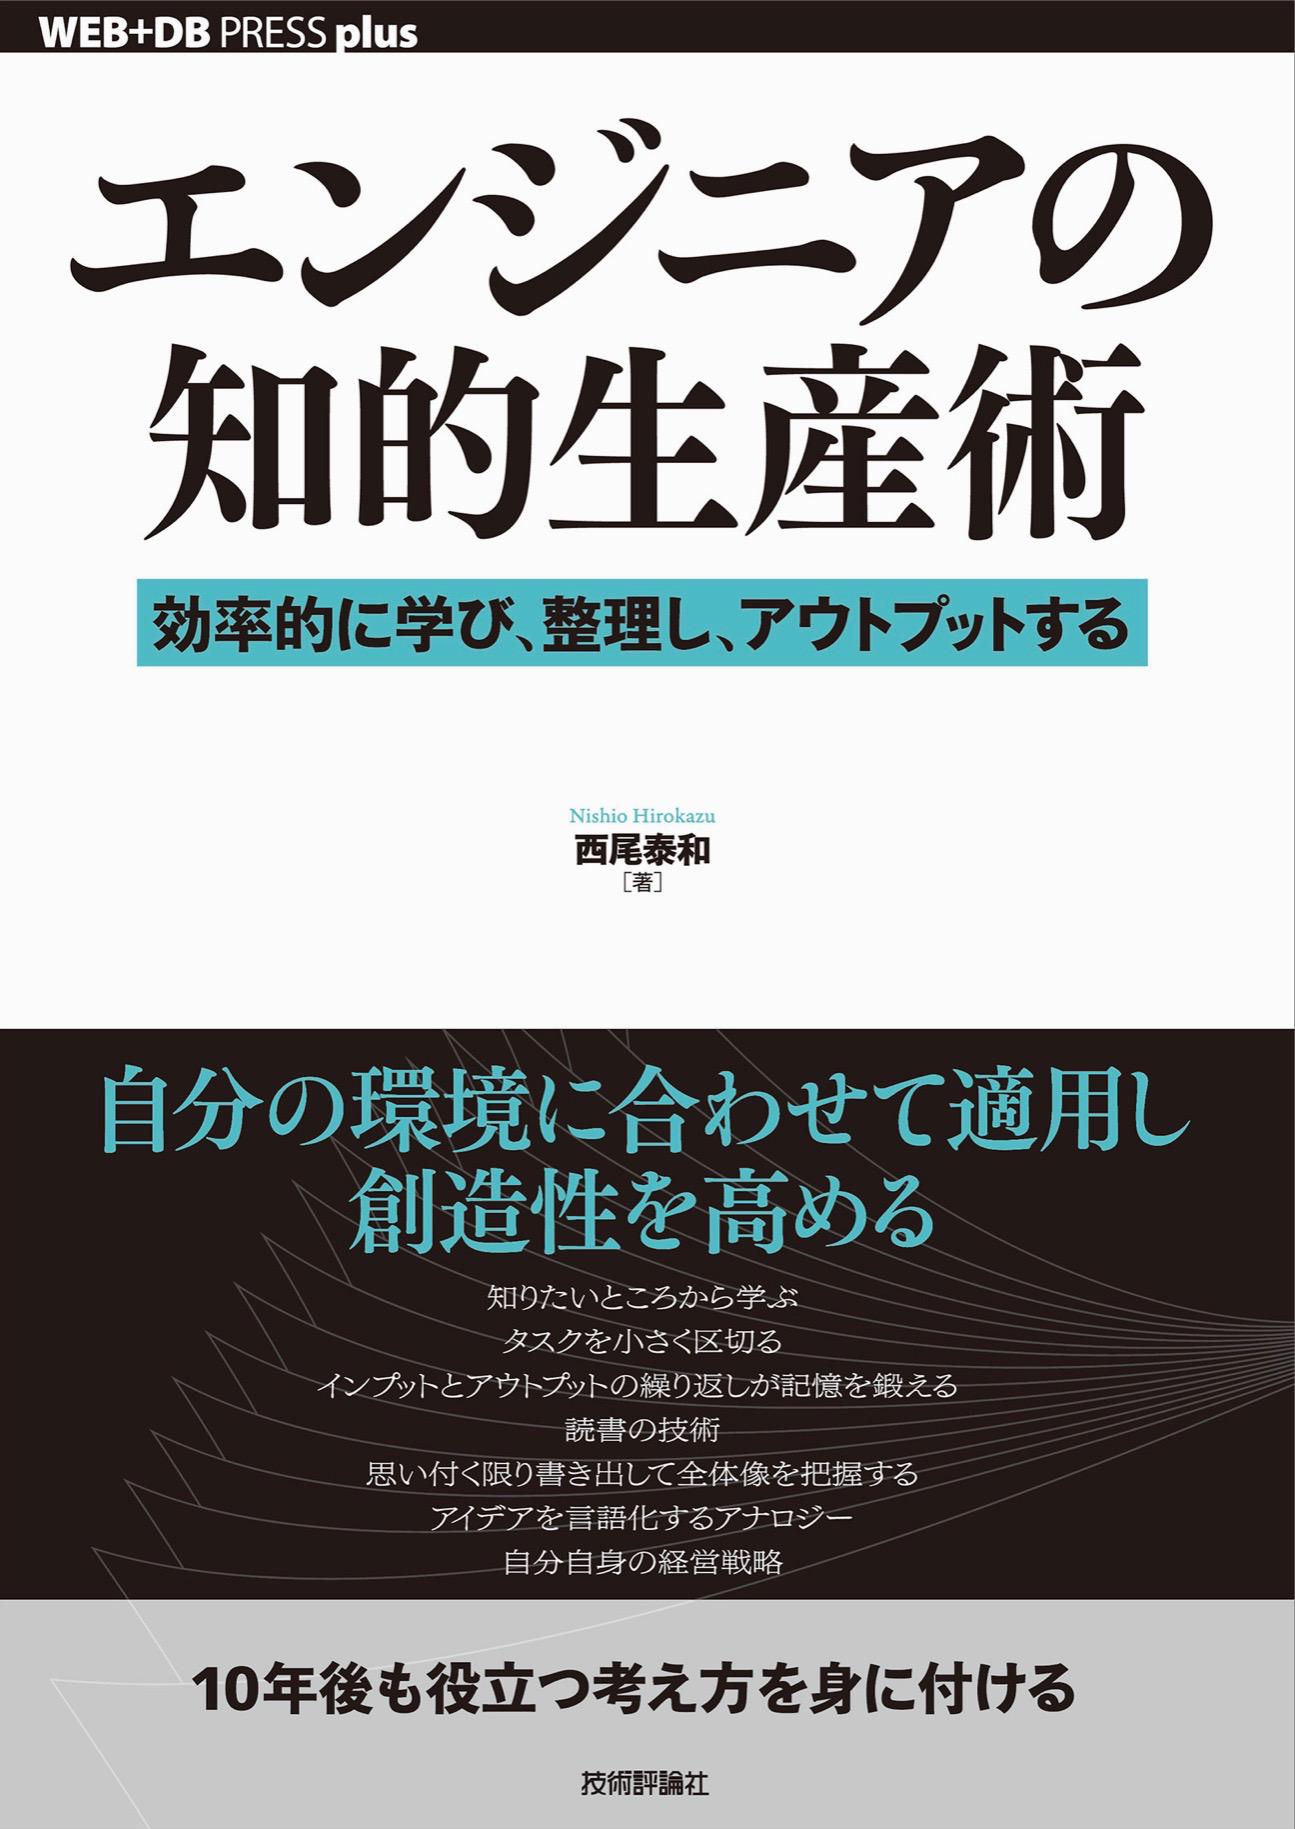 WEB+DB PRESS plus
エンジニアの
知的生産術
効率的に学び、整理し、アウトプットする
Nishio Hirokazu
西尾泰和
［著］
自分の環境に合わせて適用し
創造性を高める
知りたいところから学ぶ
タスクを小さく区切る
インプットとアウトプットの繰り返しが記憶を鍛える
読書の技術
思い付く限り書き出して全体像を把握する
アイデアを言語化するアナロジー
自分自身の経営戦略
10年後も役立つ考え方を身に付ける
技術評論社